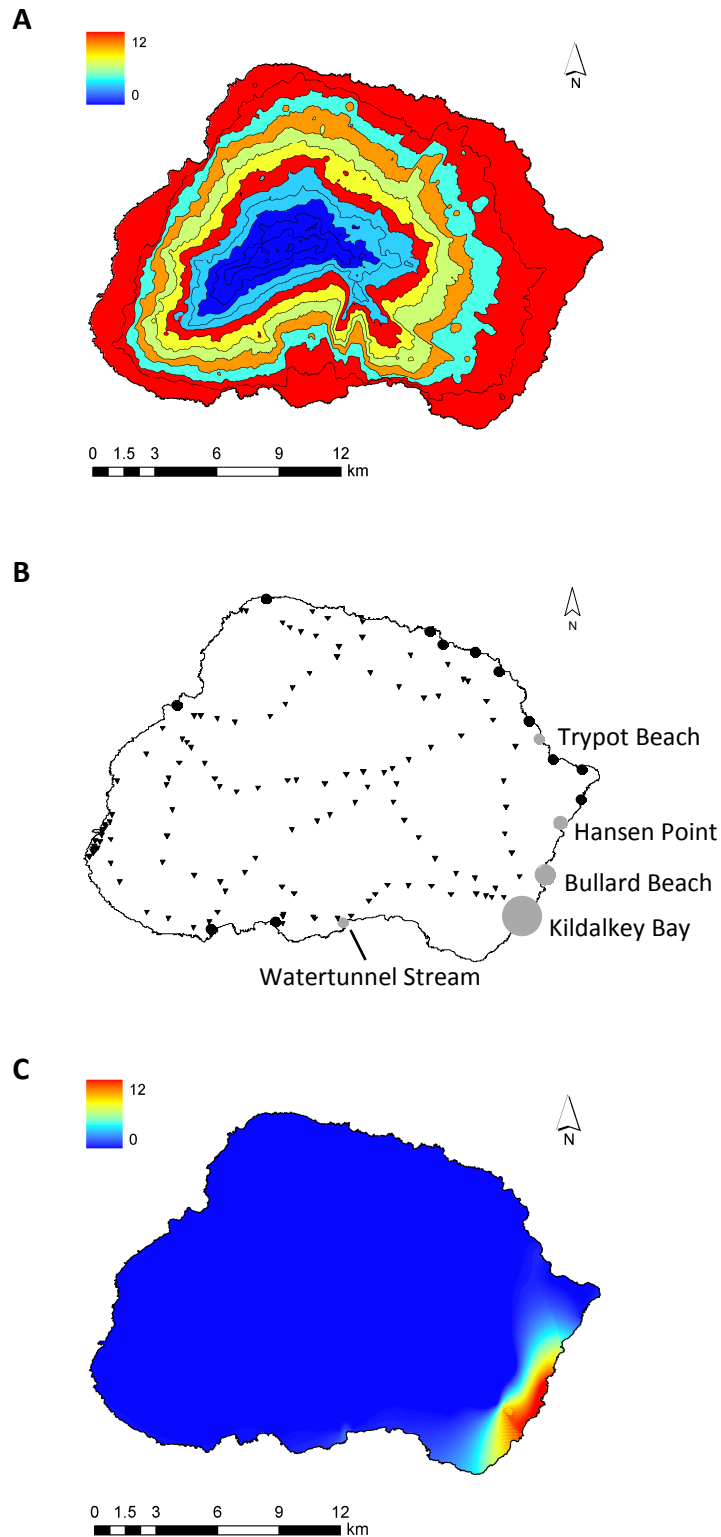 A
12
0
N
0 1.5 3 6 9 12
km
B
N
Trypot Beach
Hansen Point
Bullard Beach
Kildalkey Bay
Watertunnel Stream
C
12
0
N
0 1.5 3 6 9 12
km